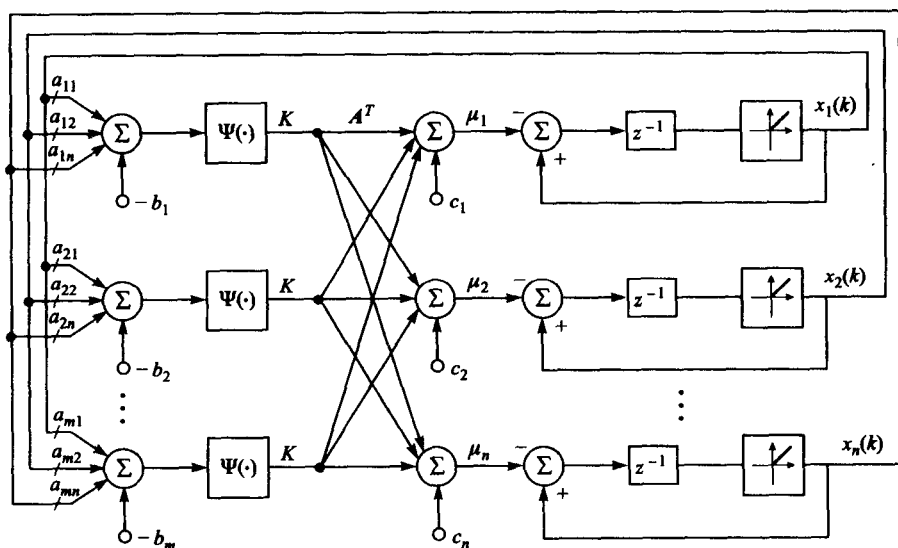 a₁₁
a₁₂
a₁ₙ
Σ
−b₁
Ψ(·)
K
Aᵀ
Σ
c₁
μ₁
−
Σ
+
z⁻¹
x₁(k)
a₂₁
a₂₂
a₂ₙ
Σ
−b₂
Ψ(·)
K
Σ
c₂
μ₂
−
Σ
+
z⁻¹
x₂(k)
aₘ₁
aₘ₂
aₘₙ
Σ
−bₘ
Ψ(·)
K
Σ
cₙ
μₙ
−
Σ
+
z⁻¹
xₙ(k)